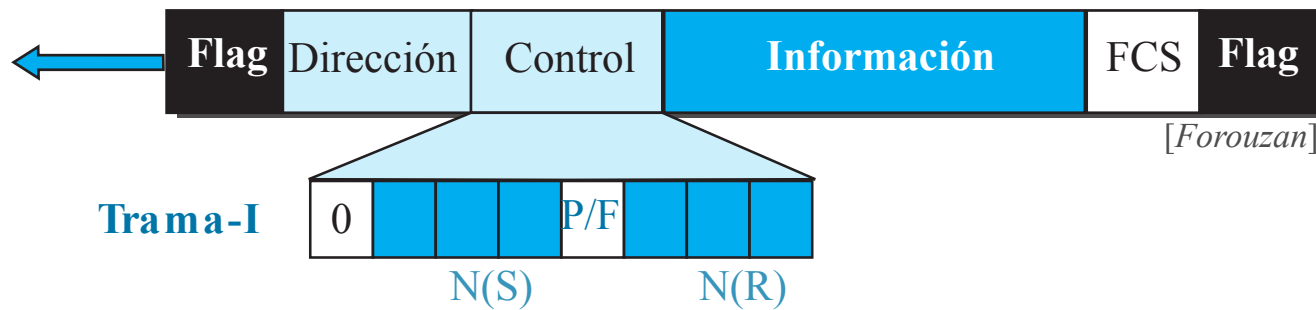 Flag Dirección Control Información FCS Flag
[Forouzan]
Trama-I 0 P/F
N(S) N(R)